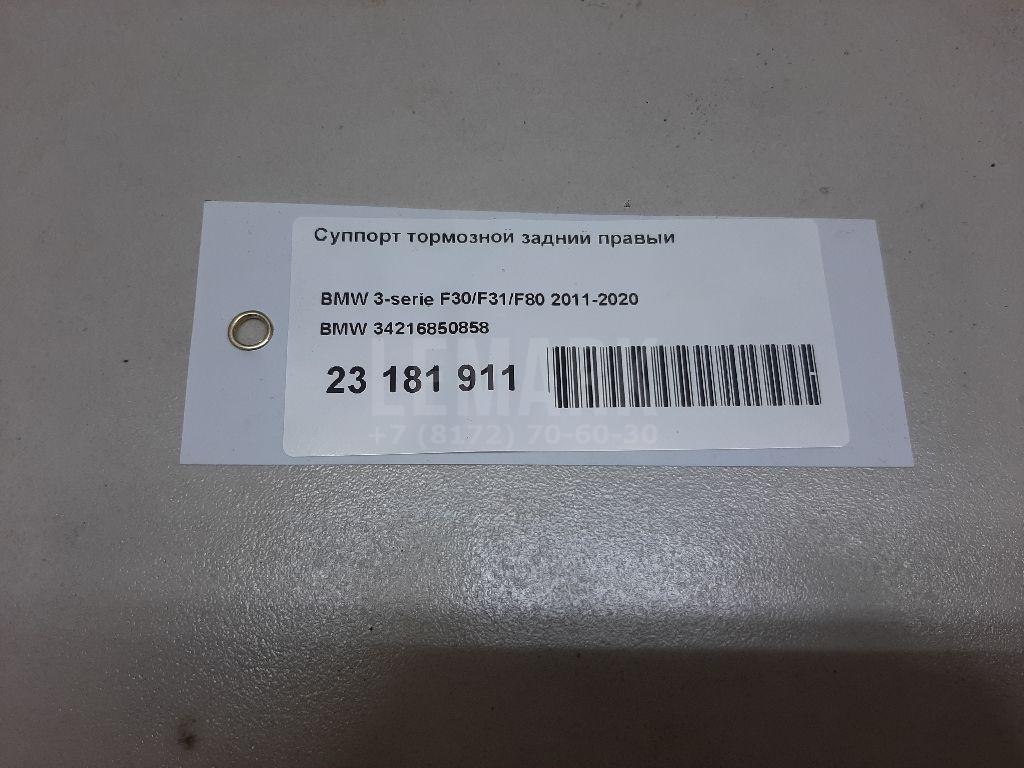 Суппорт тормозной задний правый
BMW 3-serie F30/F31/F80 2011-2020
BMW 34216850858
23 181 911
LEMARK
+7 (8172) 70-60-30